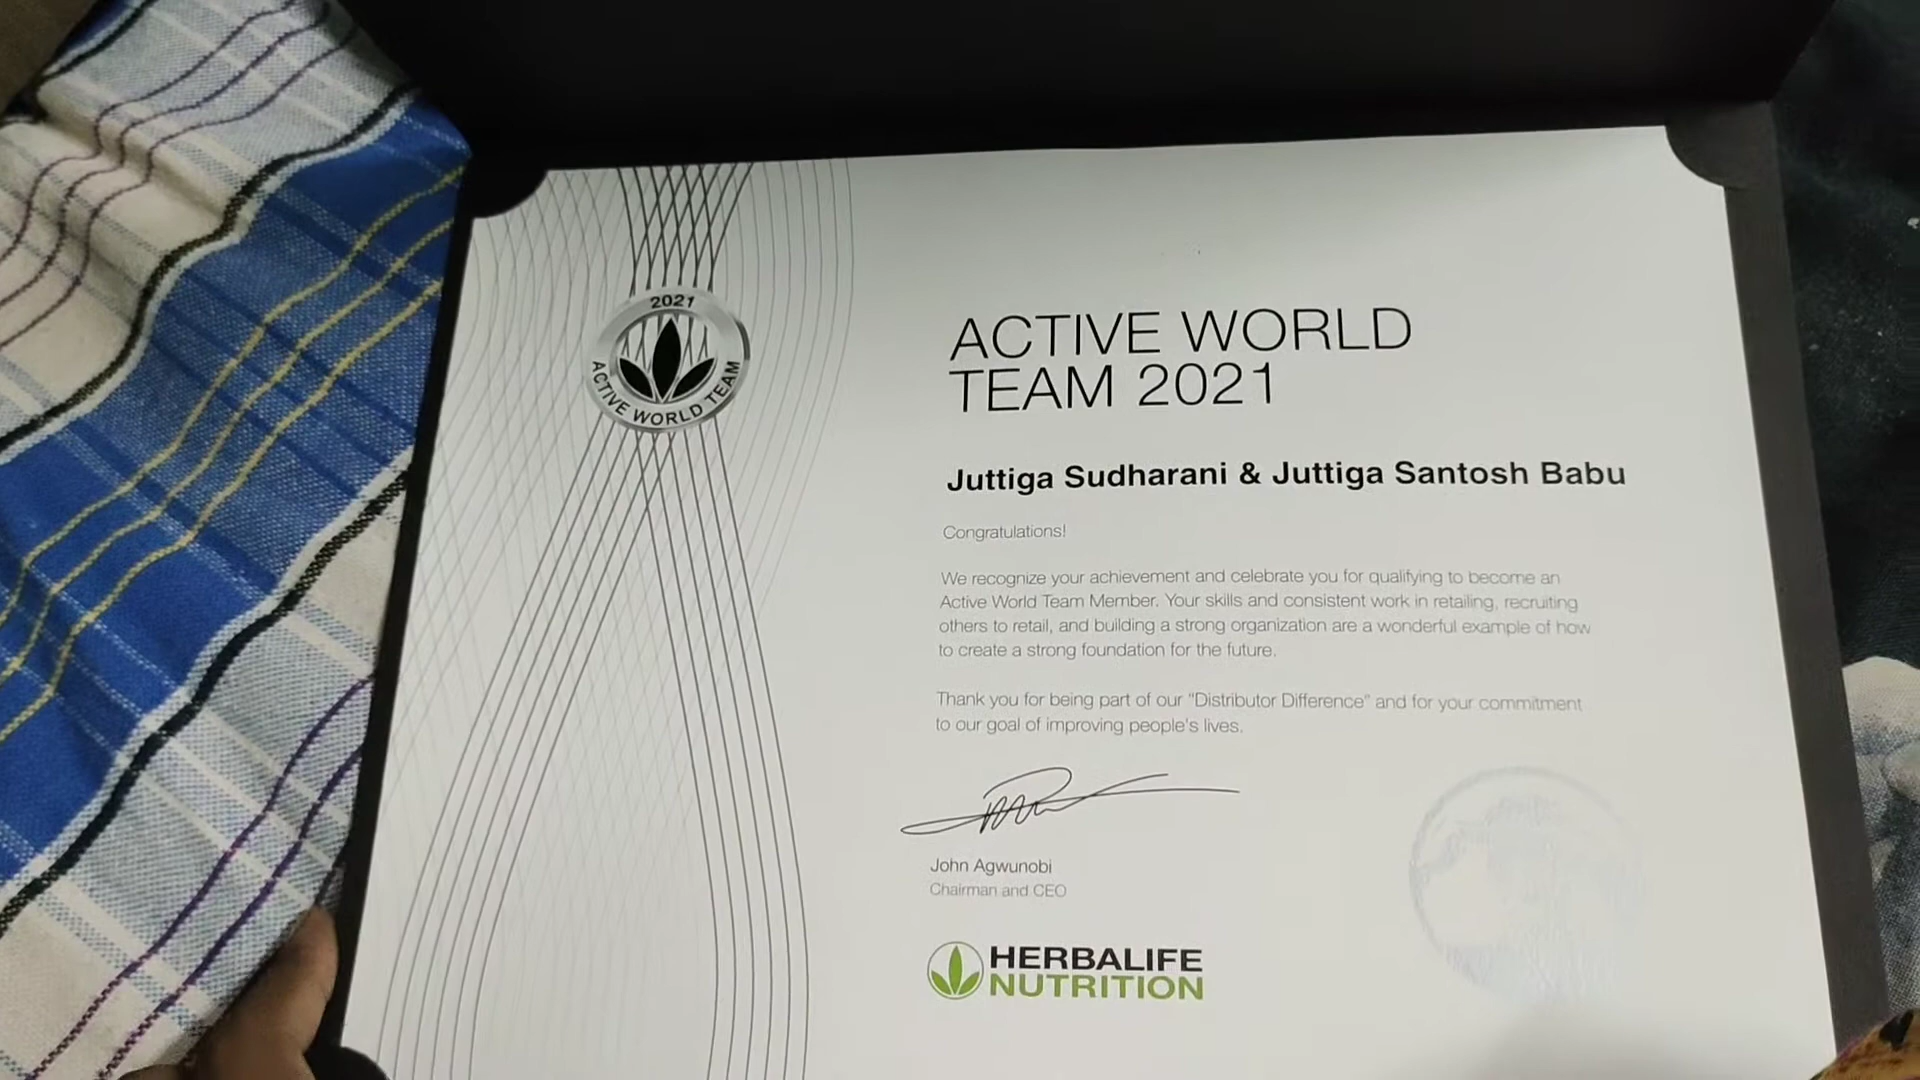 2021
ACTIVE WORLD TEAM
ACTIVE WORLD
TEAM 2021
Juttiga Sudharani & Juttiga Santosh Babu
Congratulations!
We recognize your achievement and celebrate you for qualifying to become an
Active World Team Member. Your skills and consistent work in retailing, recruiting
others to retail, and building a strong organization are a wonderful example of how
to create a strong foundation for the future.
Thank you for being part of our "Distributor Difference" and for your commitment
to our goal of improving people's lives.
John Agwunobi
Chairman and CEO
HERBALIFE
NUTRITION